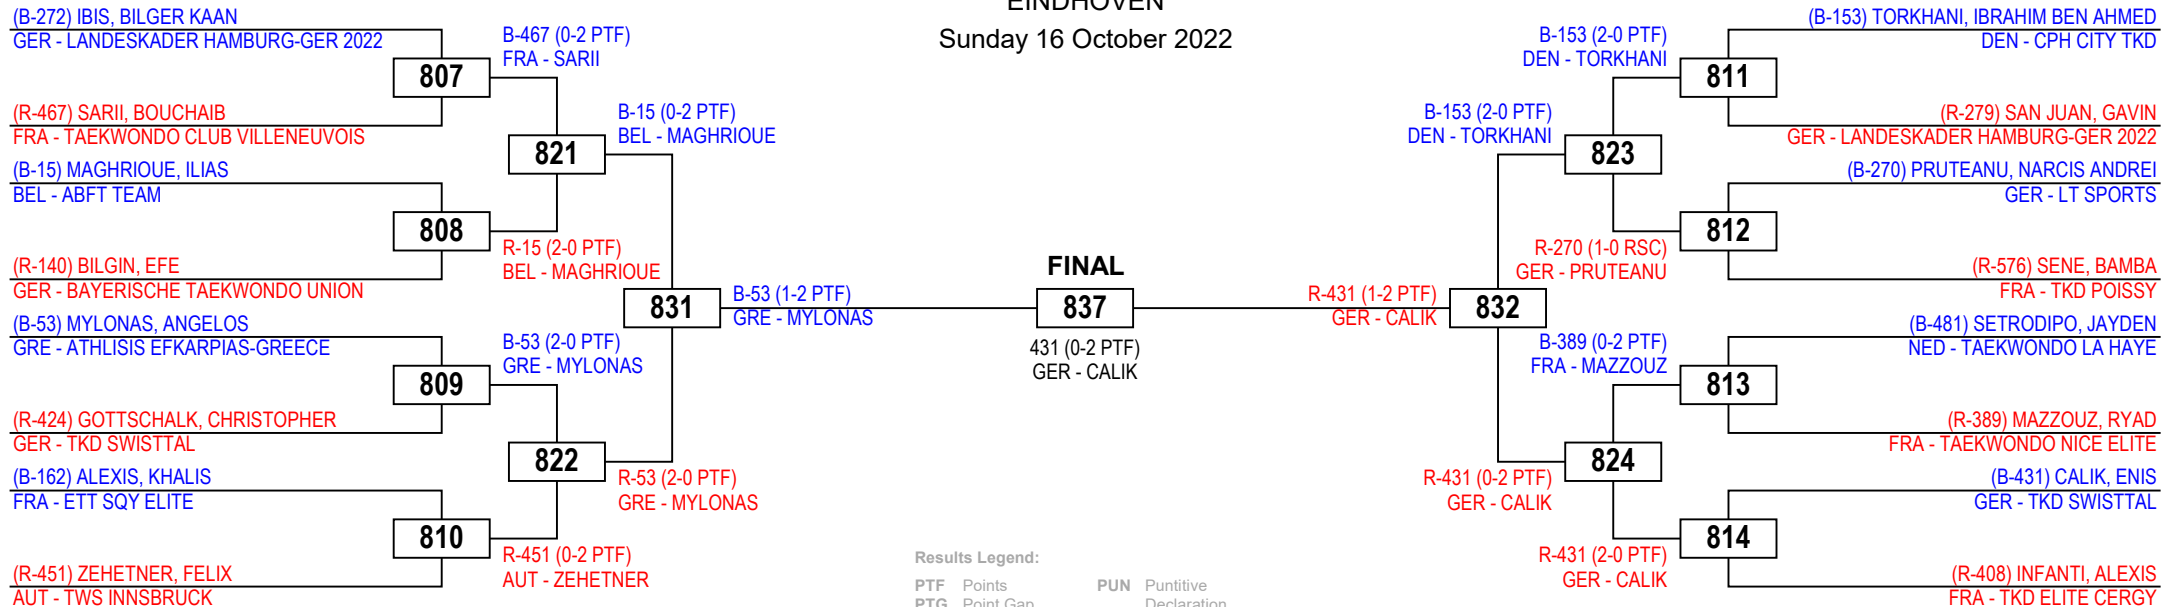 EINDHOVEN
Sunday 16 October 2022
(B-272) IBIS, BILGER KAAN
GER - LANDESKADER HAMBURG-GER 2022
807
(R-467) SARII, BOUCHAIB
FRA - TAEKWONDO CLUB VILLENEUVOIS
(B-15) MAGHRIOUE, ILIAS
BEL - ABFT TEAM
808
(R-140) BILGIN, EFE
GER - BAYERISCHE TAEKWONDO UNION
(B-53) MYLONAS, ANGELOS
GRE - ATHLISIS EFKARPIAS-GREECE
809
(R-424) GOTTSCHALK, CHRISTOPHER
GER - TKD SWISTTAL
(B-162) ALEXIS, KHALIS
FRA - ETT SQY ELITE
810
(R-451) ZEHETNER, FELIX
AUT - TWS INNSBRUCK
B-467 (0-2 PTF)
FRA - SARII
821
R-15 (2-0 PTF)
BEL - MAGHRIOUE
B-53 (2-0 PTF)
GRE - MYLONAS
822
R-451 (0-2 PTF)
AUT - ZEHETNER
B-15 (0-2 PTF)
BEL - MAGHRIOUE
831
R-53 (2-0 PTF)
GRE - MYLONAS
B-53 (1-2 PTF)
GRE - MYLONAS
FINAL
837
431 (0-2 PTF)
GER - CALIK
R-431 (1-2 PTF)
GER - CALIK
B-153 (2-0 PTF)
DEN - TORKHANI
832
R-431 (0-2 PTF)
GER - CALIK
B-153 (2-0 PTF)
DEN - TORKHANI
823
R-270 (1-0 RSC)
GER - PRUTEANU
B-389 (0-2 PTF)
FRA - MAZZOUZ
824
R-431 (2-0 PTF)
GER - CALIK
(B-153) TORKHANI, IBRAHIM BEN AHMED
DEN - CPH CITY TKD
811
(R-279) SAN JUAN, GAVIN
GER - LANDESKADER HAMBURG-GER 2022
(B-270) PRUTEANU, NARCIS ANDREI
GER - LT SPORTS
812
(R-576) SENE, BAMBA
FRA - TKD POISSY
(B-481) SETRODIPO, JAYDEN
NED - TAEKWONDO LA HAYE
813
(R-389) MAZZOUZ, RYAD
FRA - TAEKWONDO NICE ELITE
(B-431) CALIK, ENIS
GER - TKD SWISTTAL
814
(R-408) INFANTI, ALEXIS
FRA - TKD ELITE CERGY
Results Legend:
PTF Points PUN Puntitive
PTG Point Gap Declaration